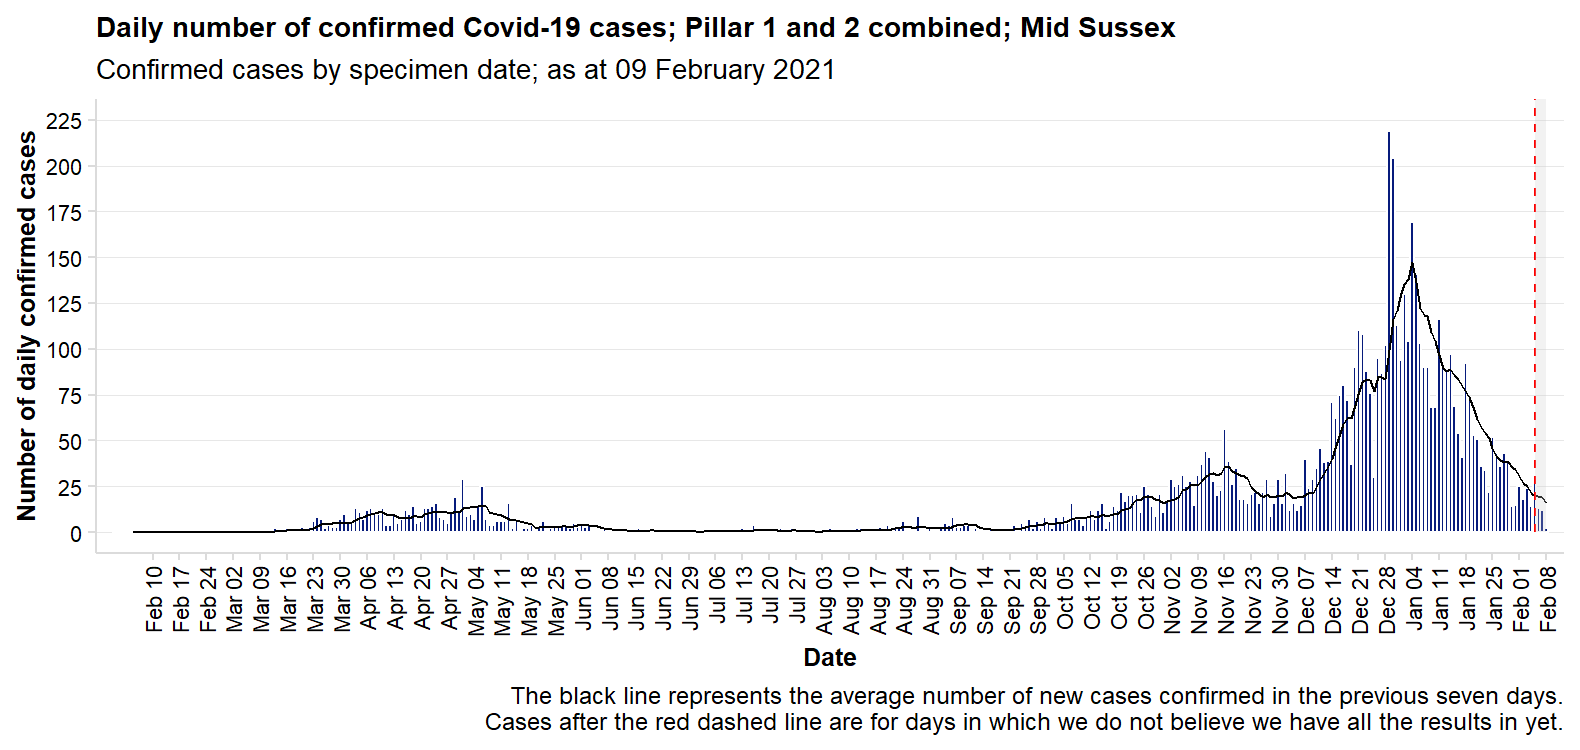 Daily number of confirmed Covid-19 cases; Pillar 1 and 2 combined; Mid Sussex
Confirmed cases by specimen date; as at 09 February 2021
Number of daily confirmed cases
225
200
175
150
125
100
75
50
25
0
Feb 10
Feb 17
Feb 24
Mar 02
Mar 09
Mar 16
Mar 23
Mar 30
Apr 06
Apr 13
Apr 20
Apr 27
May 04
May 11
May 18
May 25
Jun 01
Jun 08
Jun 15
Jun 22
Jun 29
Jul 06
Jul 13
Jul 20
Jul 27
Aug 03
Aug 10
Aug 17
Aug 24
Aug 31
Sep 07
Sep 14
Sep 21
Sep 28
Oct 05
Oct 12
Oct 19
Oct 26
Nov 02
Nov 09
Nov 16
Nov 23
Nov 30
Dec 07
Dec 14
Dec 21
Dec 28
Jan 04
Jan 11
Jan 18
Jan 25
Feb 01
Feb 08
Date
The black line represents the average number of new cases confirmed in the previous seven days.
Cases after the red dashed line are for days in which we do not believe we have all the results in yet.